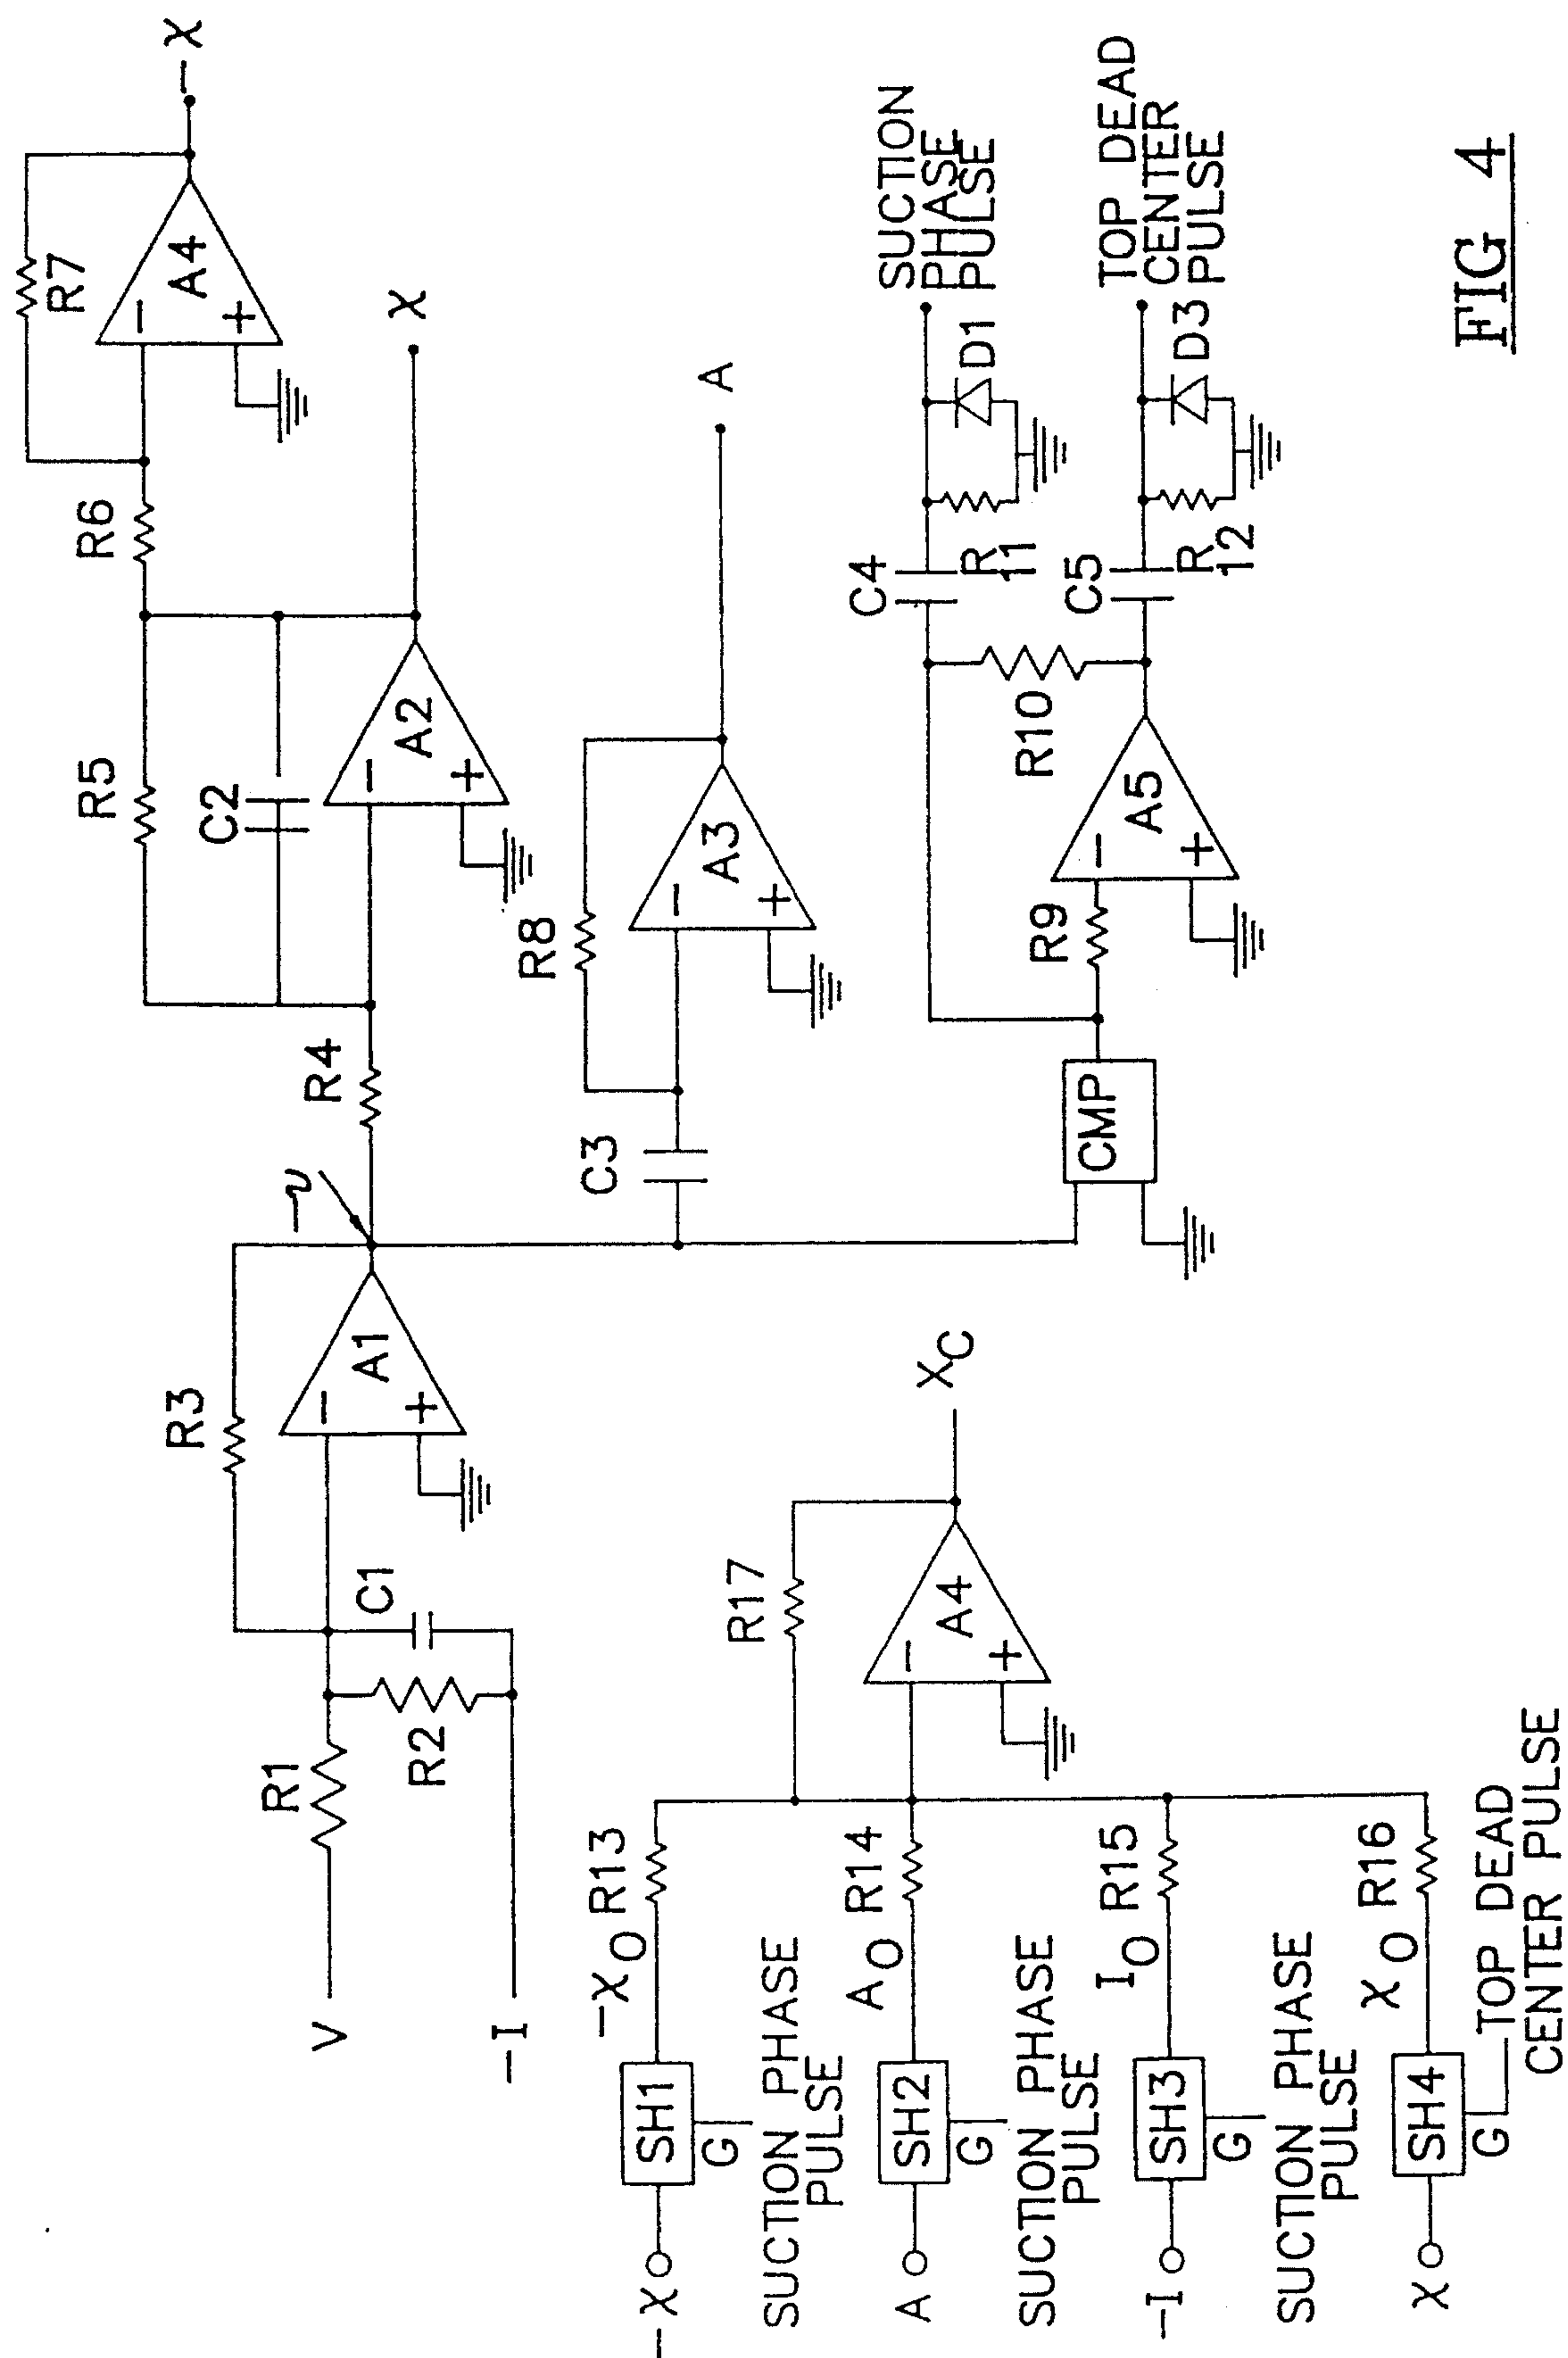 R7
−
A4
+
−χ
R6
R5
C2
−
A2
+
χ
R4
R3
−υ
−
A1
+
C1
R1
R2
V
−I
R8
C3
−
A3
+
A
CMP
R9
−
A5
+
R10
C4
R
11
D1
SUCTION
PHASE
PULSE
C5
R
12
D3
TOP DEAD
CENTER
PULSE
−χ
SH1
G
−χO
R13
SUCTION PHASE
PULSE
A
SH2
G
AO
R14
SUCTION PHASE
PULSE
−I
SH3
G
IO
R15
SUCTION PHASE
PULSE
χ
SH4
G
χO
R16
TOP DEAD
CENTER PULSE
R17
−
A4
+
XC
FIG 4